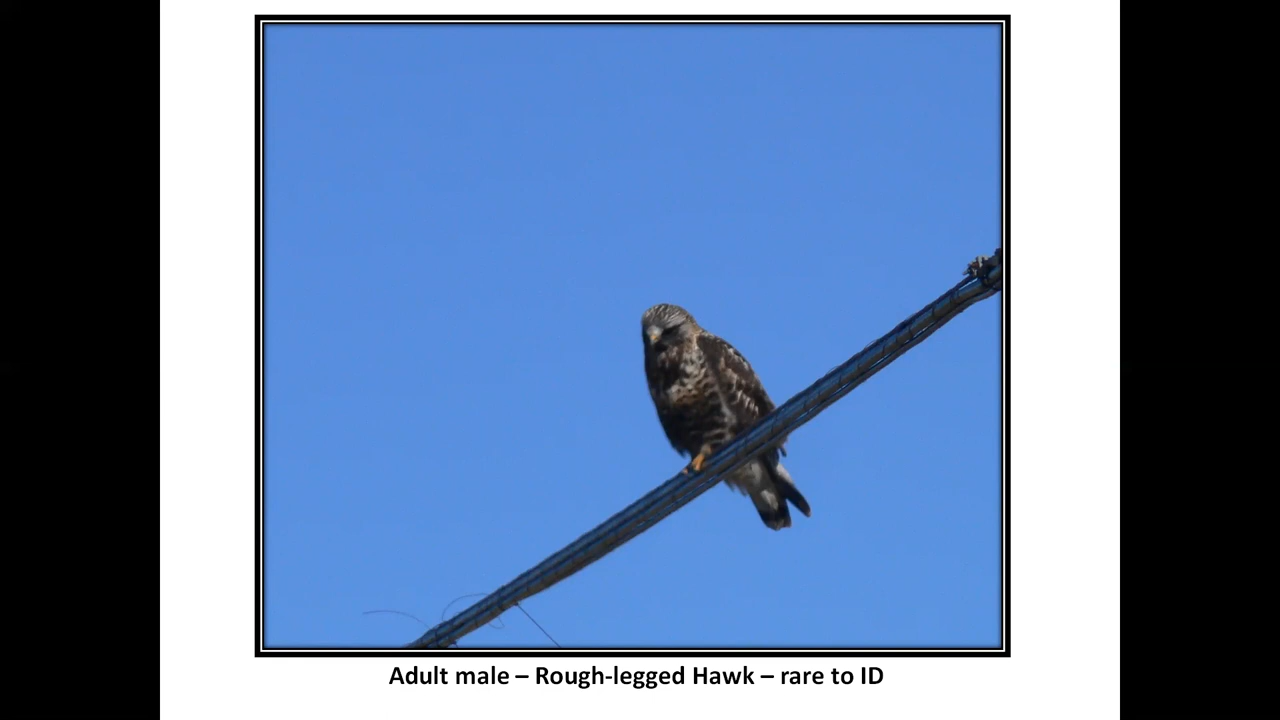 Adult male – Rough-legged Hawk – rare to ID